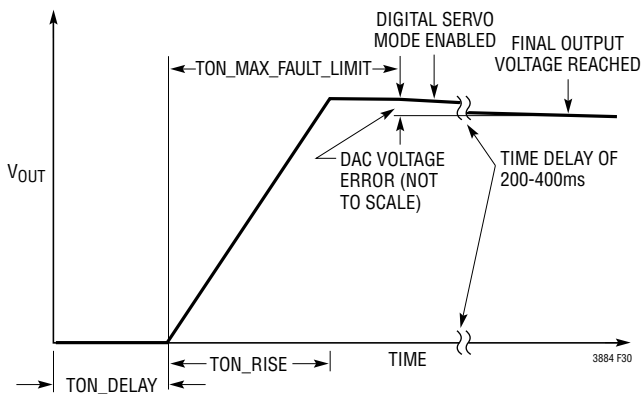 DIGITAL SERVO
MODE ENABLED
FINAL OUTPUT
VOLTAGE REACHED
TON_MAX_FAULT_LIMIT
DAC VOLTAGE
ERROR (NOT
TO SCALE)
TIME DELAY OF
200-400ms
VOUT
TON_RISE
TIME
3884 F30
TON_DELAY